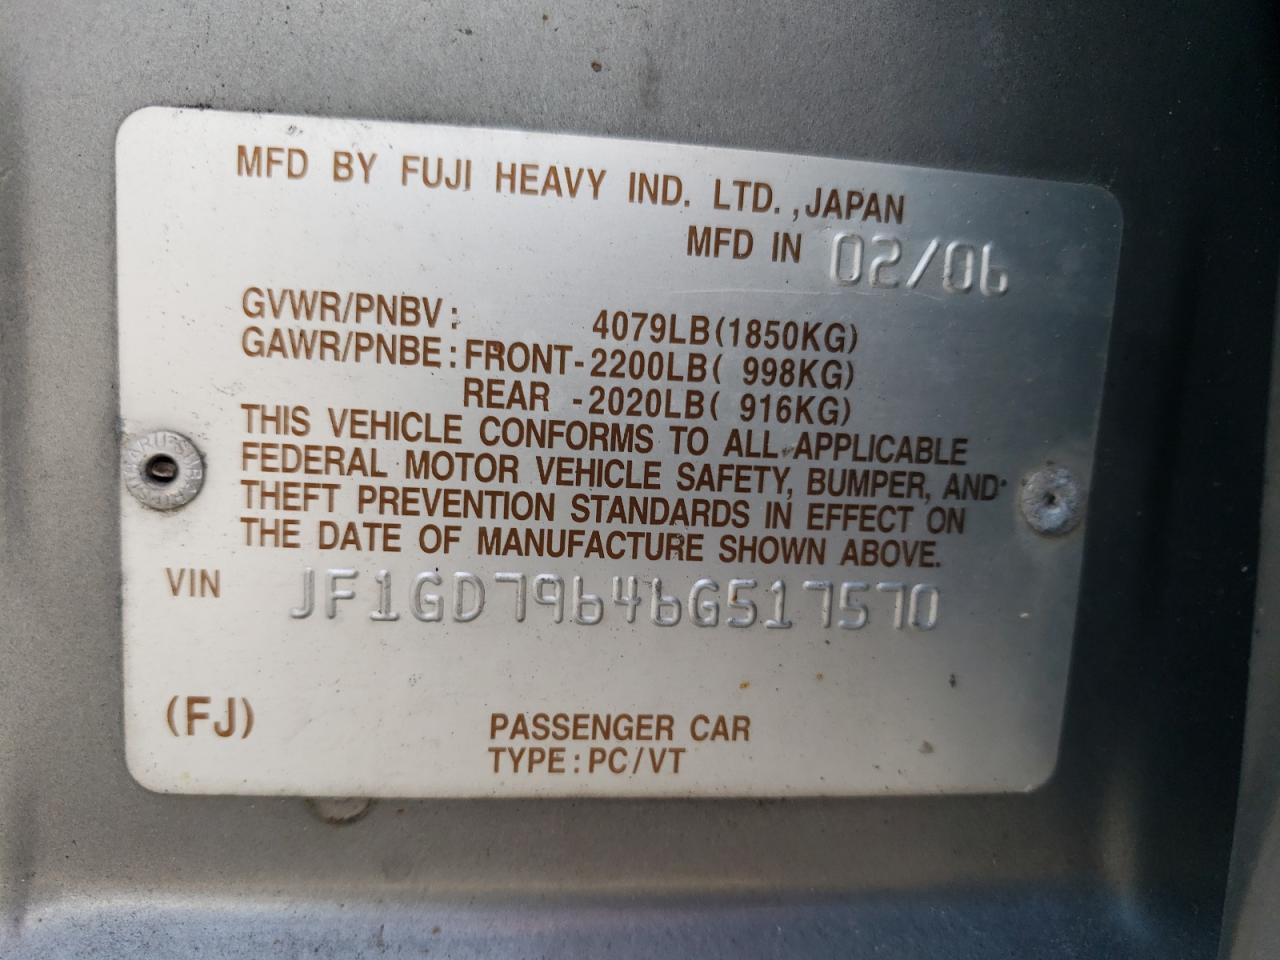 MFD BY FUJI HEAVY IND. LTD.,JAPAN
MFD IN 02/06
GVWR/PNBV: 4079LB(1850KG)
GAWR/PNBE:FRONT-2200LB( 998KG)
REAR -2020LB( 916KG)
THIS VEHICLE CONFORMS TO ALL APPLICABLE
FEDERAL MOTOR VEHICLE SAFETY, BUMPER, AND
THEFT PREVENTION STANDARDS IN EFFECT ON
THE DATE OF MANUFACTURE SHOWN ABOVE.
VIN JF1GD79646G517570
(FJ) PASSENGER CAR
TYPE:PC/VT